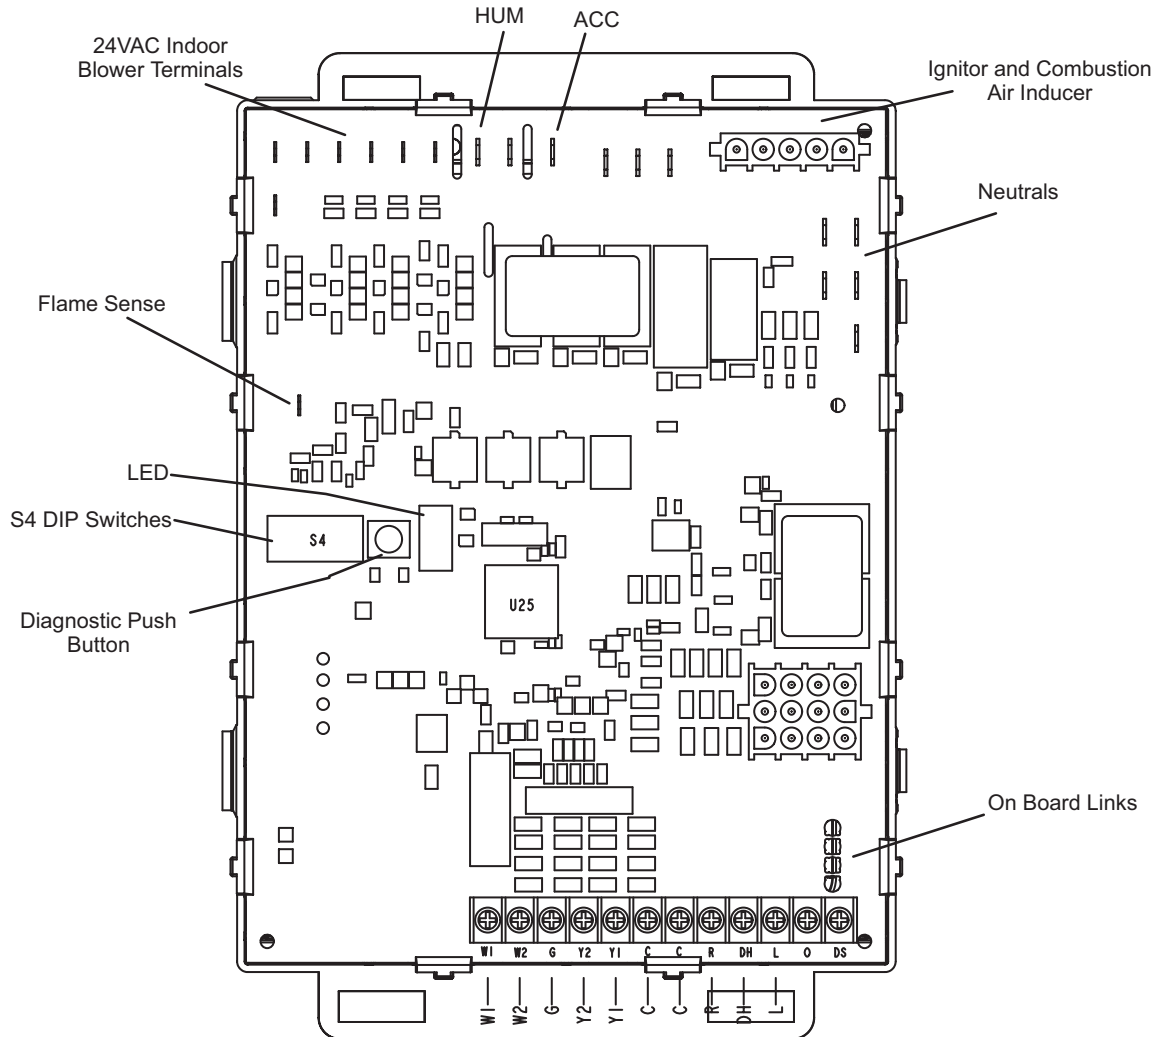 HUM
ACC
24VAC Indoor
Blower Terminals
Ignitor and Combustion
Air Inducer
Neutrals
Flame Sense
LED
S4 DIP Switches
S4
U25
Diagnostic Push
Button
On Board Links
W1 W2 G Y2 Y1 C C R DH L O DS
W1 W2 G Y2 Y1 C C R DH L